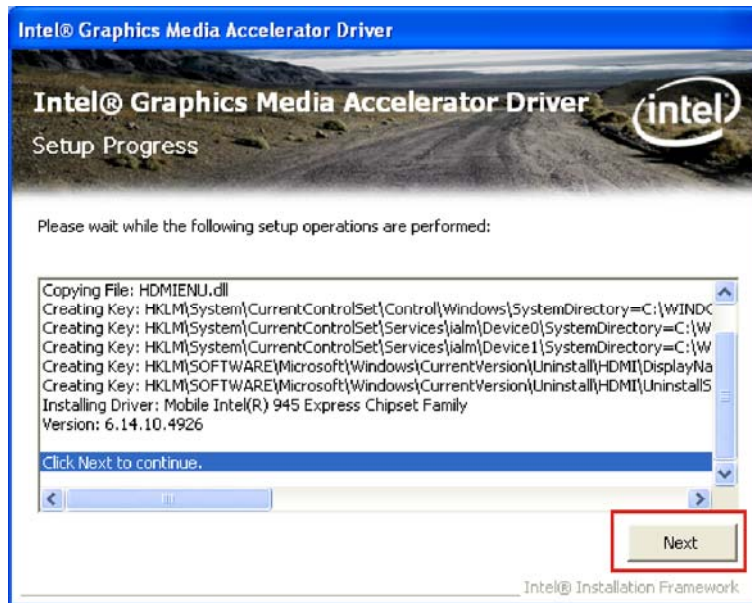 Intel® Graphics Media Accelerator Driver
Intel® Graphics Media Accelerator Driver
intel
Setup Progress
Please wait while the following setup operations are performed:
Copying File: HDMIENU.dll
Creating Key: HKLM\System\CurrentControlSet\Control\Windows\SystemDirectory=C:\WIND
Creating Key: HKLM\System\CurrentControlSet\Services\ialm\Device0\SystemDirectory=C:\W
Creating Key: HKLM\System\CurrentControlSet\Services\ialm\Device1\SystemDirectory=C:\W
Creating Key: HKLM\SOFTWARE\Microsoft\Windows\CurrentVersion\Uninstall\HDMI\DisplayNa
Creating Key: HKLM\SOFTWARE\Microsoft\Windows\CurrentVersion\Uninstall\HDMI\UninstallS
Installing Driver: Mobile Intel(R) 945 Express Chipset Family
Version: 6.14.10.4926
Click Next to continue.
Next
Intel® Installation Framework